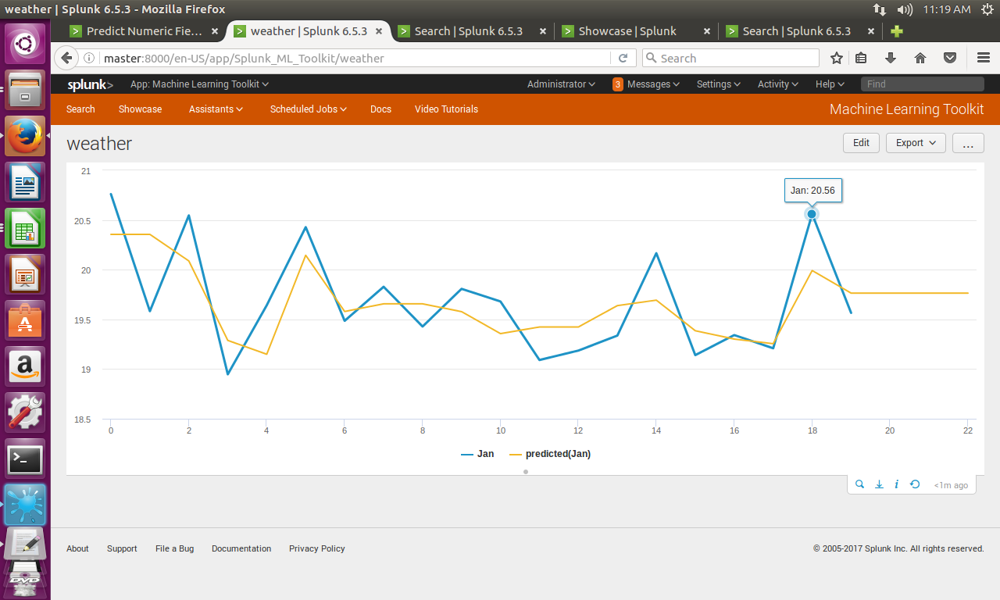 weather | Splunk 6.5.3 - Mozilla Firefox
11:19 AM
Predict Numeric Fie...
weather | Splunk 6.5.3
Search | Splunk 6.5.3
Showcase | Splunk
Search | Splunk 6.5.3
master:8000/en-US/app/Splunk_ML_Toolkit/weather
Search
splunk>
App: Machine Learning Toolkit
Administrator
3 Messages
Settings
Activity
Help
Find
Search
Showcase
Assistants
Scheduled Jobs
Docs
Video Tutorials
Machine Learning Toolkit
weather
Edit
Export
...
21
20.5
20
19.5
19
18.5
Jan: 20.56
0 2 4 6 8 10 12 14 16 18 20 22
Jan
predicted(Jan)
<1m ago
About
Support
File a Bug
Documentation
Privacy Policy
© 2005-2017 Splunk Inc. All rights reserved.
DVD